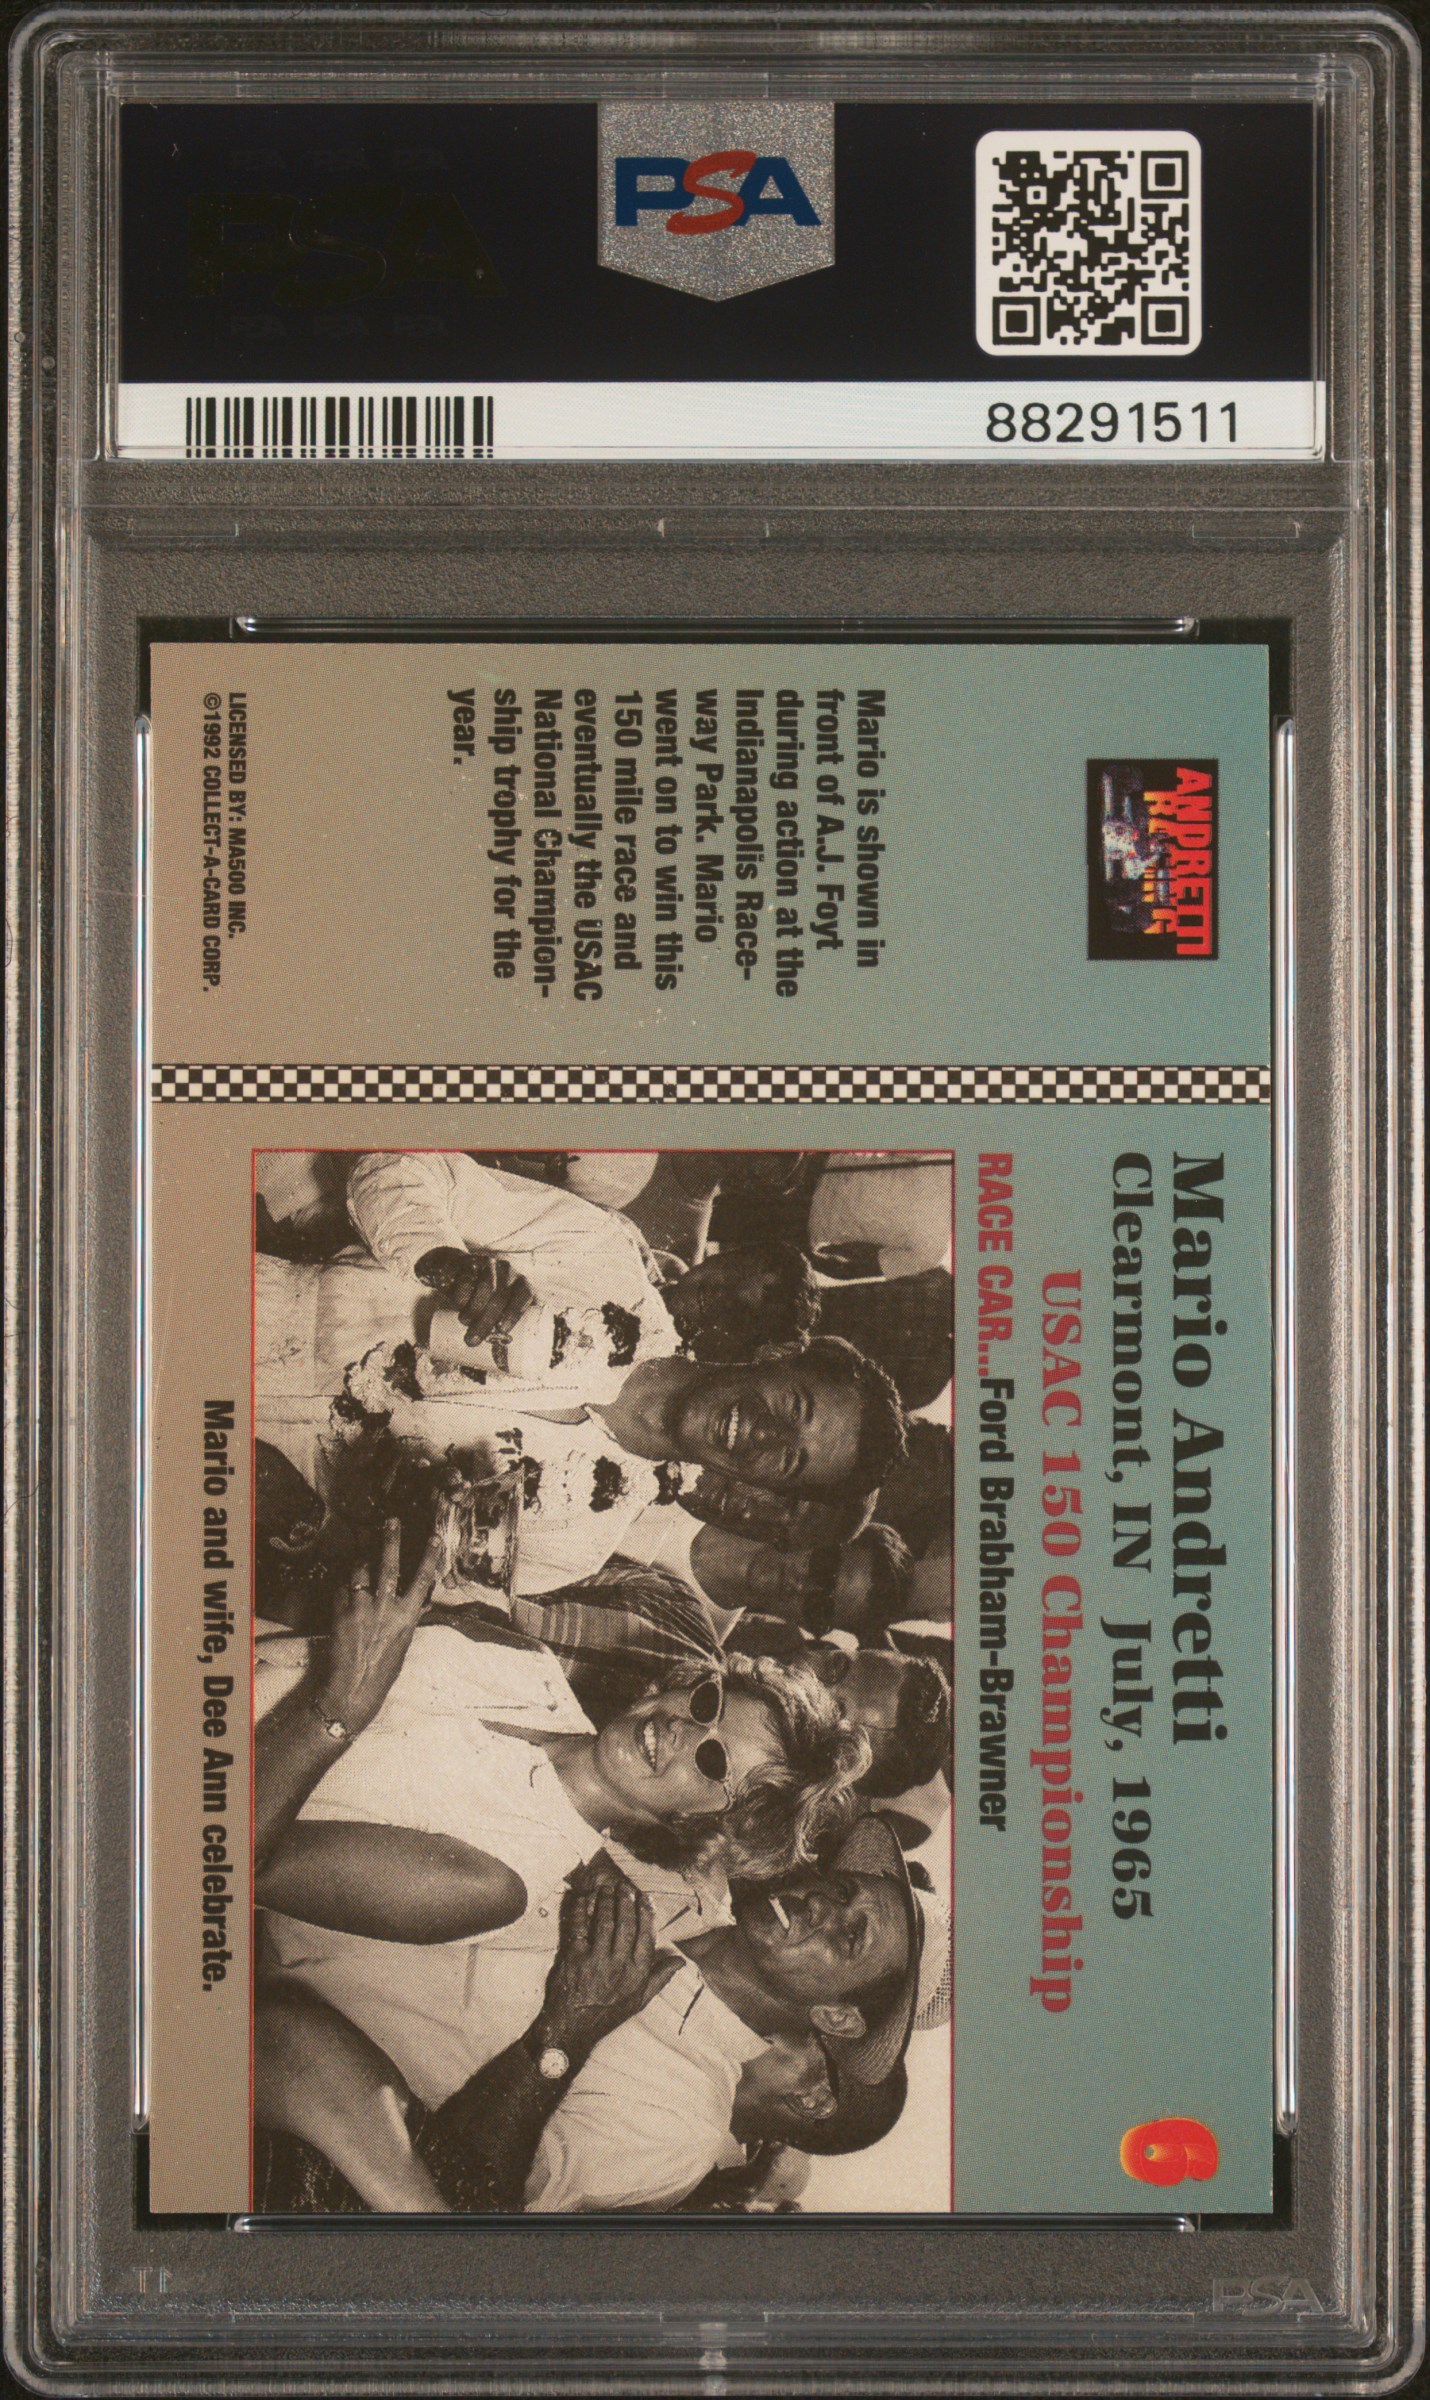 PSA
88291511
ANDRETTI
RACING
Mario is shown in
front of A.J. Foyt
during action at the
Indianapolis Race-
way Park. Mario
went on to win this
150 mile race and
eventually the USAC
National Champion-
ship trophy for the
year.
LICENSED BY: MA500 INC.
©1992 COLLECT-A-CARD CORP.
Mario Andretti
Clearmont, IN July, 1965
USAC 150 Championship
RACE CAR...Ford Brabham-Brawner
6
Mario and wife, Dee Ann celebrate.
PSA